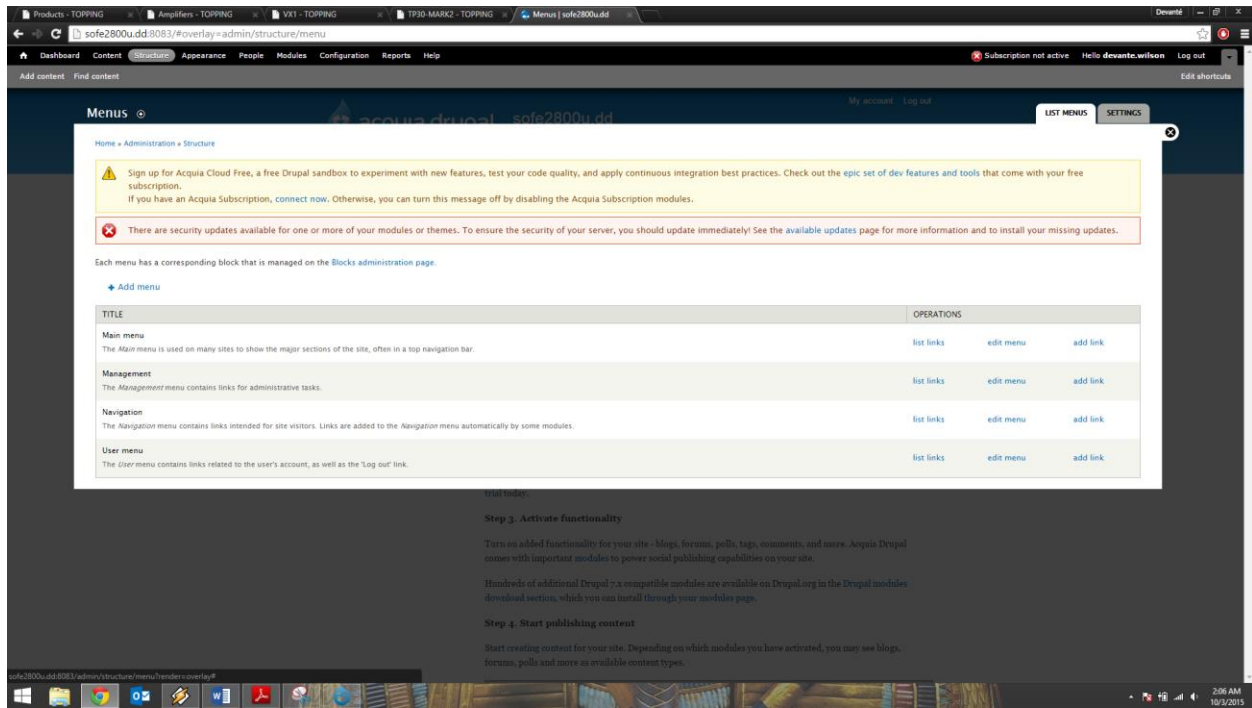 Products - TOPPING
Amplifiers - TOPPING
VX1 - TOPPING
TP30-MARK2 - TOPPING
Menus | sofe2800u.dd
Devanté
sofe2800u.dd:8083/#overlay=admin/structure/menu
Dashboard Content Structure Appearance People Modules Configuration Reports Help
Subscription not active Hello devante.wilson Log out
Add content Find content
Edit shortcuts
My account Log out
Menus
acquia drupal sofe2800u.dd
LIST MENUS SETTINGS
Home » Administration » Structure
Sign up for Acquia Cloud Free, a free Drupal sandbox to experiment with new features, test your code quality, and apply continuous integration best practices. Check out the epic set of dev features and tools that come with your free
subscription.
If you have an Acquia Subscription, connect now. Otherwise, you can turn this message off by disabling the Acquia Subscription modules.
There are security updates available for one or more of your modules or themes. To ensure the security of your server, you should update immediately! See the available updates page for more information and to install your missing updates.
Each menu has a corresponding block that is managed on the Blocks administration page.
Add menu
TITLE OPERATIONS
Main menu
The Main menu is used on many sites to show the major sections of the site, often in a top navigation bar.
list links edit menu add link
Management
The Management menu contains links for administrative tasks.
list links edit menu add link
Navigation
The Navigation menu contains links intended for site visitors. Links are added to the Navigation menu automatically by some modules.
list links edit menu add link
User menu
The User menu contains links related to the user's account, as well as the 'Log out' link.
list links edit menu add link
trial today.
Step 3. Activate functionality
Turn on added functionality for your site - blogs, forums, polls, tags, comments, and more. Acquia Drupal
comes with important modules to power social publishing capabilities on your site.
Hundreds of additional Drupal 7.x compatible modules are available on Drupal.org in the Drupal modules
download section, which you can install through your modules page.
Step 4. Start publishing content
Start creating content for your site. Depending on which modules you have activated, you may see blogs,
forums, polls and more as available content types.
sofe2800u.dd:8083/admin/structure/menu?render=overlay#
2:06 AM
10/3/2015